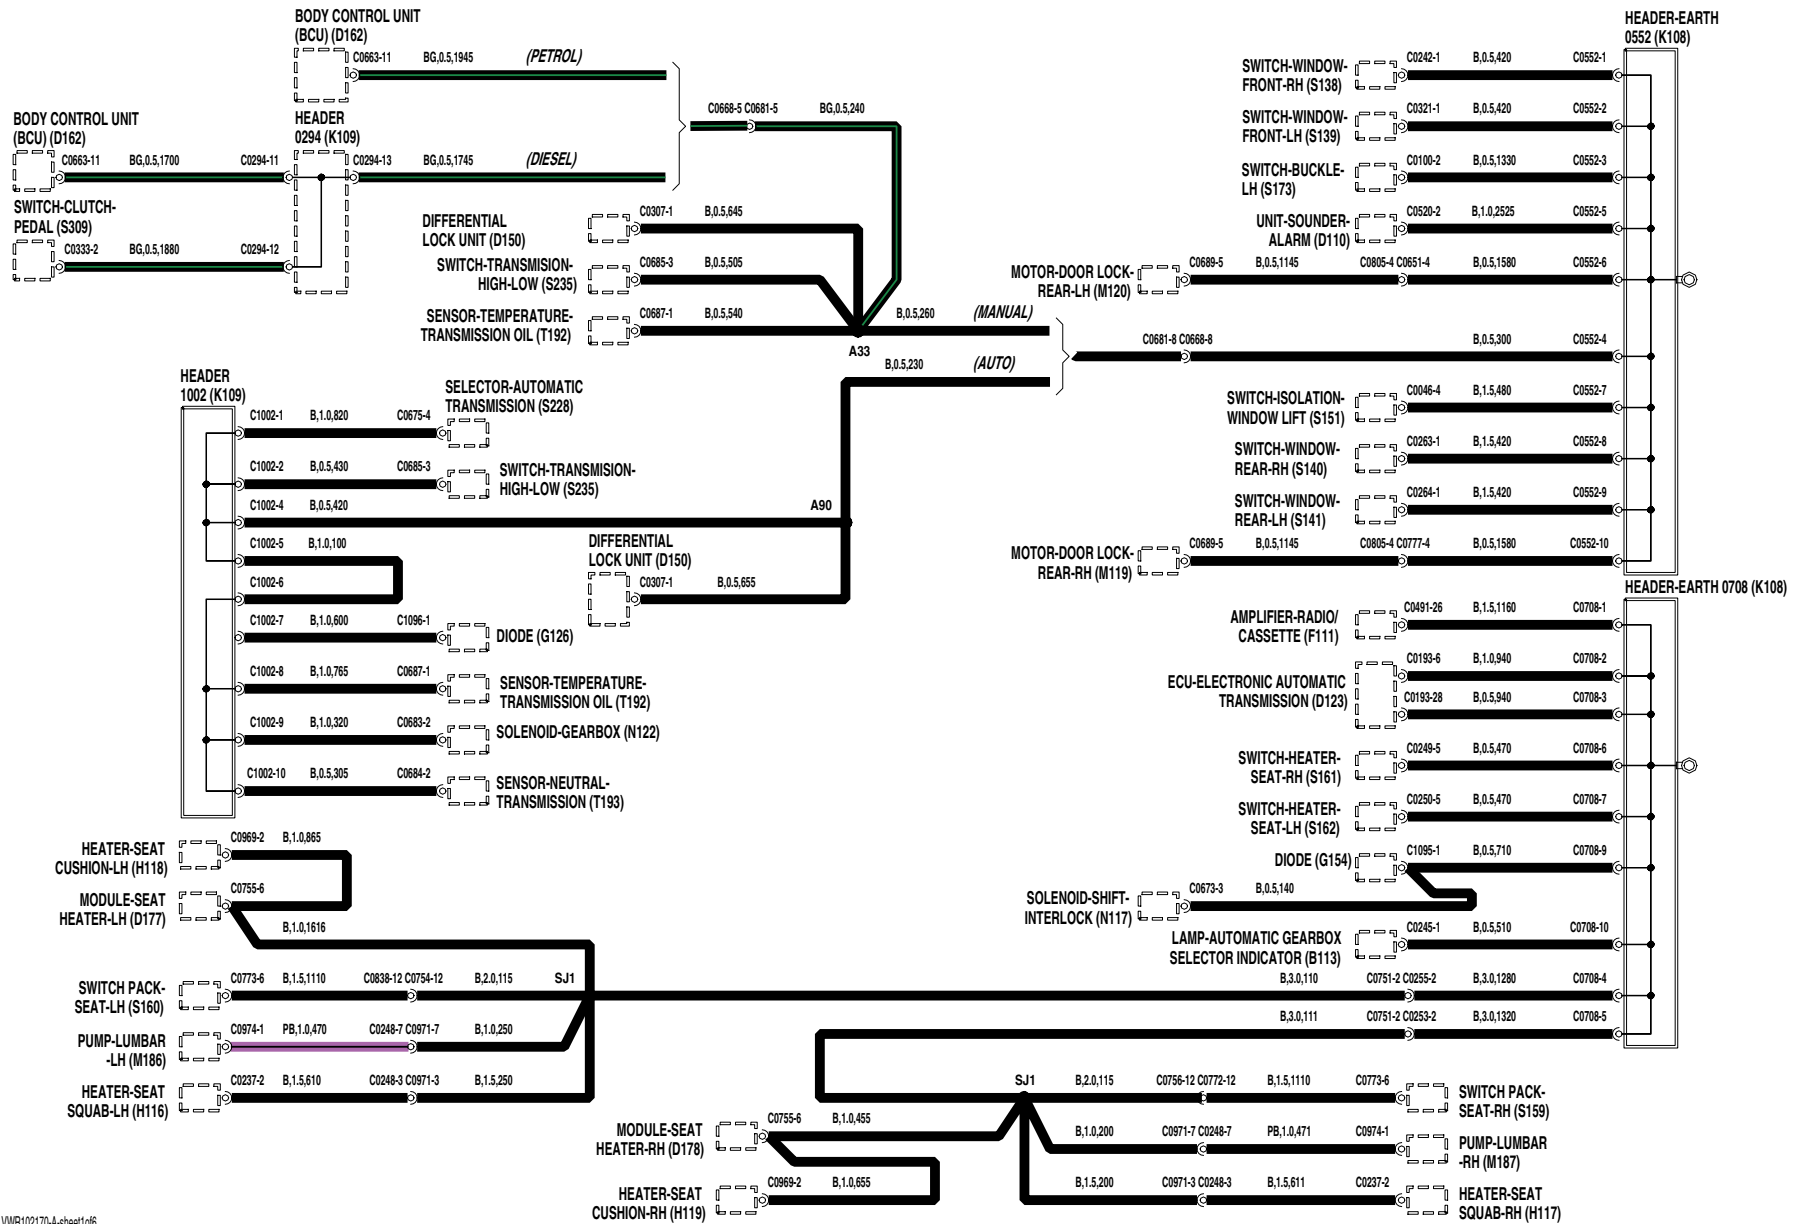 BODY CONTROL UNIT
(BCU) (D162)
C0663-11 BG,0.5,1945 (PETROL)
BODY CONTROL UNIT
(BCU) (D162)
HEADER
0294 (K109)
C0663-11 BG,0.5,1700 C0294-11
C0294-13 BG,0.5,1745 (DIESEL)
C0668-5 C0681-5 BG,0.5,240
SWITCH-CLUTCH-
PEDAL (S309)
C0333-2 BG,0.5,1880 C0294-12
DIFFERENTIAL
LOCK UNIT (D150)
C0307-1 B,0.5,645
SWITCH-TRANSMISION-
HIGH-LOW (S235)
C0685-3 B,0.5,505
SENSOR-TEMPERATURE-
TRANSMISSION OIL (T192)
C0687-1 B,0.5,540
B,0.5,260 (MANUAL)
A33
B,0.5,230 (AUTO)
C0681-8 C0668-8 B,0.5,300 C0552-4
HEADER
1002 (K109)
C1002-1 B,1.0,820 C0675-4
SELECTOR-AUTOMATIC
TRANSMISSION (S228)
C1002-2 B,0.5,430 C0685-3
SWITCH-TRANSMISION-
HIGH-LOW (S235)
C1002-4 B,0.5,420
A90
C1002-5 B,1.0,100
DIFFERENTIAL
LOCK UNIT (D150)
C0307-1 B,0.5,655
C1002-6
C1002-7 B,1.0,600 C1096-1
DIODE (G126)
C1002-8 B,1.0,765 C0687-1
SENSOR-TEMPERATURE-
TRANSMISSION OIL (T192)
C1002-9 B,1.0,320 C0683-2
SOLENOID-GEARBOX (N122)
C1002-10 B,0.5,305 C0684-2
SENSOR-NEUTRAL-
TRANSMISSION (T193)
HEADER-EARTH
0552 (K108)
SWITCH-WINDOW-
FRONT-RH (S138)
C0242-1 B,0.5,420 C0552-1
SWITCH-WINDOW-
FRONT-LH (S139)
C0321-1 B,0.5,420 C0552-2
SWITCH-BUCKLE-
LH (S173)
C0100-2 B,0.5,1330 C0552-3
UNIT-SOUNDER-
ALARM (D110)
C0520-2 B,1.0,2525 C0552-5
MOTOR-DOOR LOCK-
REAR-LH (M120)
C0689-5 B,0.5,1145 C0805-4 C0651-4 B,0.5,1580 C0552-6
SWITCH-ISOLATION-
WINDOW LIFT (S151)
C0046-4 B,1.5,480 C0552-7
SWITCH-WINDOW-
REAR-RH (S140)
C0263-1 B,1.5,420 C0552-8
SWITCH-WINDOW-
REAR-LH (S141)
C0264-1 B,1.5,420 C0552-9
MOTOR-DOOR LOCK-
REAR-RH (M119)
C0689-5 B,0.5,1145 C0805-4 C0777-4 B,0.5,1580 C0552-10
HEADER-EARTH 0708 (K108)
AMPLIFIER-RADIO/
CASSETTE (F111)
C0491-26 B,1.5,1160 C0708-1
ECU-ELECTRONIC AUTOMATIC
TRANSMISSION (D123)
C0193-6 B,1.0,940 C0708-2
C0193-28 B,0.5,940 C0708-3
SWITCH-HEATER-
SEAT-RH (S161)
C0249-5 B,0.5,470 C0708-6
SWITCH-HEATER-
SEAT-LH (S162)
C0250-5 B,0.5,470 C0708-7
DIODE (G154)
C1095-1 B,0.5,710 C0708-9
SOLENOID-SHIFT-
INTERLOCK (N117)
C0673-3 B,0.5,140
LAMP-AUTOMATIC GEARBOX
SELECTOR INDICATOR (B113)
C0245-1 B,0.5,510 C0708-10
HEATER-SEAT
CUSHION-LH (H118)
C0969-2 B,1.0,865
MODULE-SEAT
HEATER-LH (D177)
C0755-6
B,1.0,1616
SWITCH PACK-
SEAT-LH (S160)
C0773-6 B,1.5,1110 C0838-12 C0754-12 B,2.0,115 SJ1
B,3.0,110 C0751-2 C0255-2 B,3.0,1280 C0708-4
PUMP-LUMBAR
-LH (M186)
C0974-1 PB,1.0,470 C0248-7 C0971-7 B,1.0,250
B,3.0,111 C0751-2 C0253-2 B,3.0,1320 C0708-5
HEATER-SEAT
SQUAB-LH (H116)
C0237-2 B,1.5,610 C0248-3 C0971-3 B,1.5,250
SJ1 B,2.0,115 C0756-12 C0772-12 B,1.5,1110 C0773-6
SWITCH PACK-
SEAT-RH (S159)
MODULE-SEAT
HEATER-RH (D178)
C0755-6 B,1.0,455
B,1.0,200 C0971-7 C0248-7 PB,1.0,471 C0974-1
PUMP-LUMBAR
-RH (M187)
HEATER-SEAT
CUSHION-RH (H119)
C0969-2 B,1.0,655
B,1.5,200 C0971-3 C0248-3 B,1.5,611 C0237-2
HEATER-SEAT
SQUAB-RH (H117)
VWR102170-A-sheet1of6